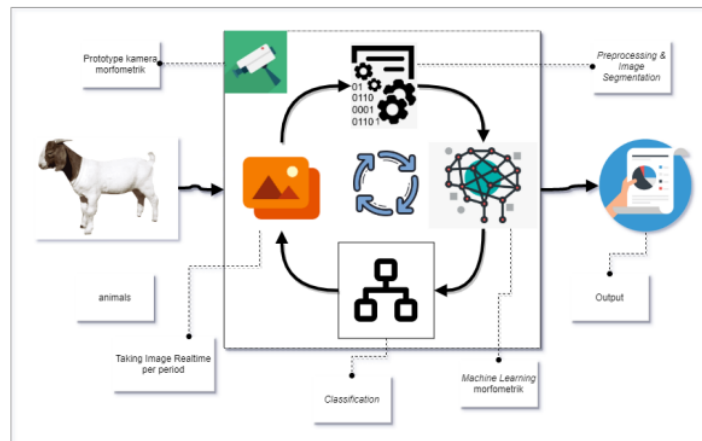 Prototype kamera
morfometrik
Preprocessing &
Image
Segmentation
01
0110
0001
01101
animals
Taking Image Realtime
per period
Classification
Machine Learning
morfometrik
Output